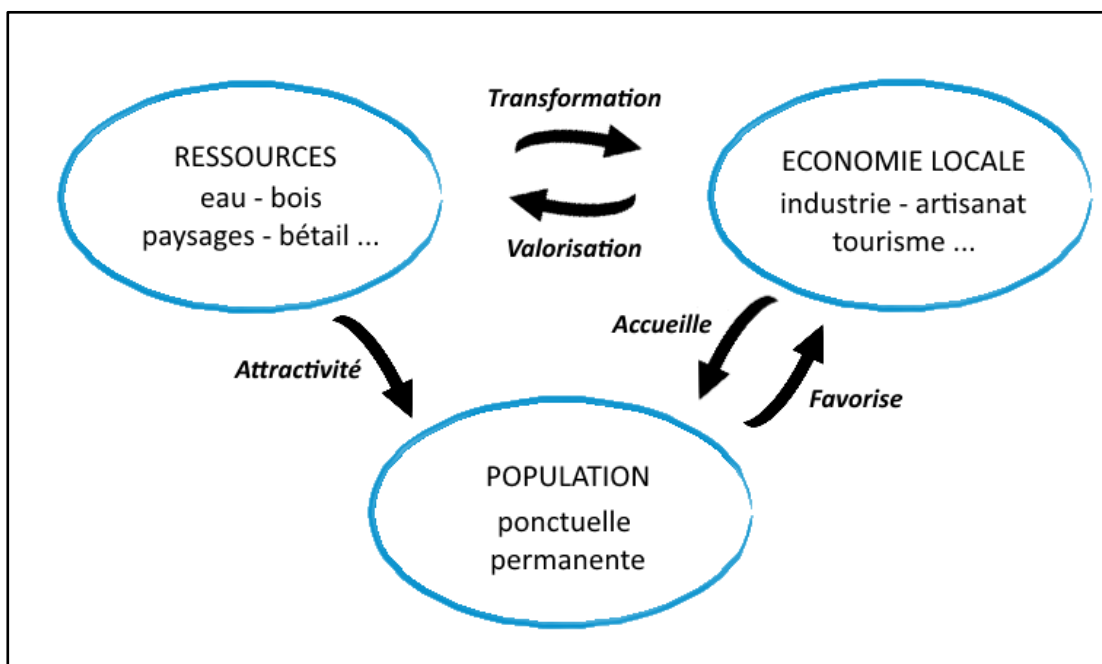 Transformation
RESSOURCES
eau - bois
paysages - bétail ...
ECONOMIE LOCALE
industrie - artisanat
tourisme ...
Valorisation
Accueille
Attractivité
Favorise
POPULATION
ponctuelle
permanente